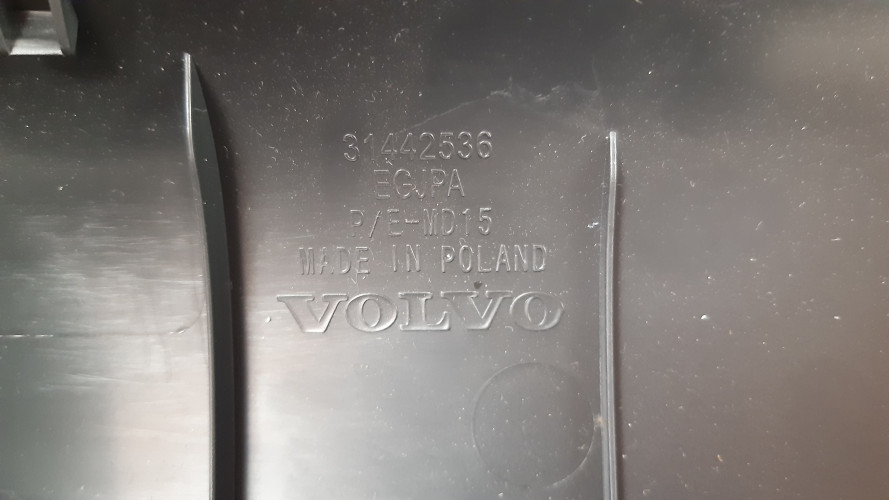 31442536
EGJPA
P/E-MD15
MADE IN POLAND
VOLVO